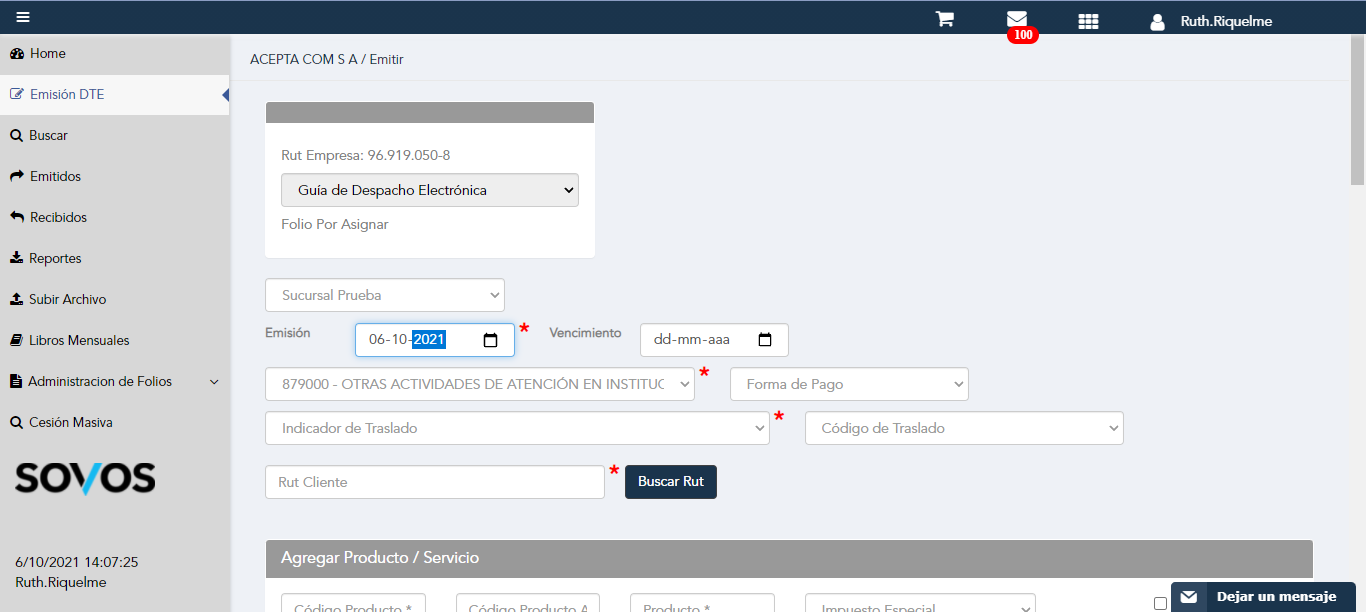 Ruth.Riquelme
100
Home
Emisión DTE
Buscar
Emitidos
Recibidos
Reportes
Subir Archivo
Libros Mensuales
Administracion de Folios
Cesión Masiva
SOVOS
6/10/2021 14:07:25
Ruth.Riquelme
ACEPTA COM S A / Emitir
Rut Empresa: 96.919.050-8
Guía de Despacho Electrónica
Folio Por Asignar
Sucursal Prueba
Emisión 06-10-2021 * Vencimiento dd-mm-aaa
879000 - OTRAS ACTIVIDADES DE ATENCIÓN EN INSTITUC * Forma de Pago
Indicador de Traslado * Código de Traslado
Rut Cliente * Buscar Rut
Agregar Producto / Servicio
Código Producto * Código Producto A Producto * Impuesto Especial
Dejar un mensaje